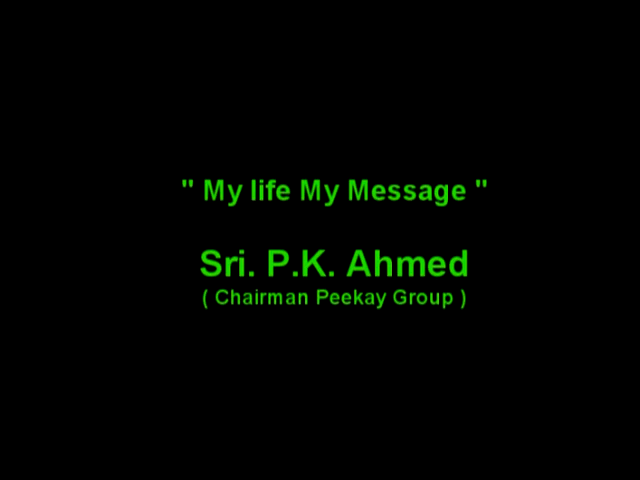 " My life My Message "
Sri. P.K. Ahmed
( Chairman Peekay Group )